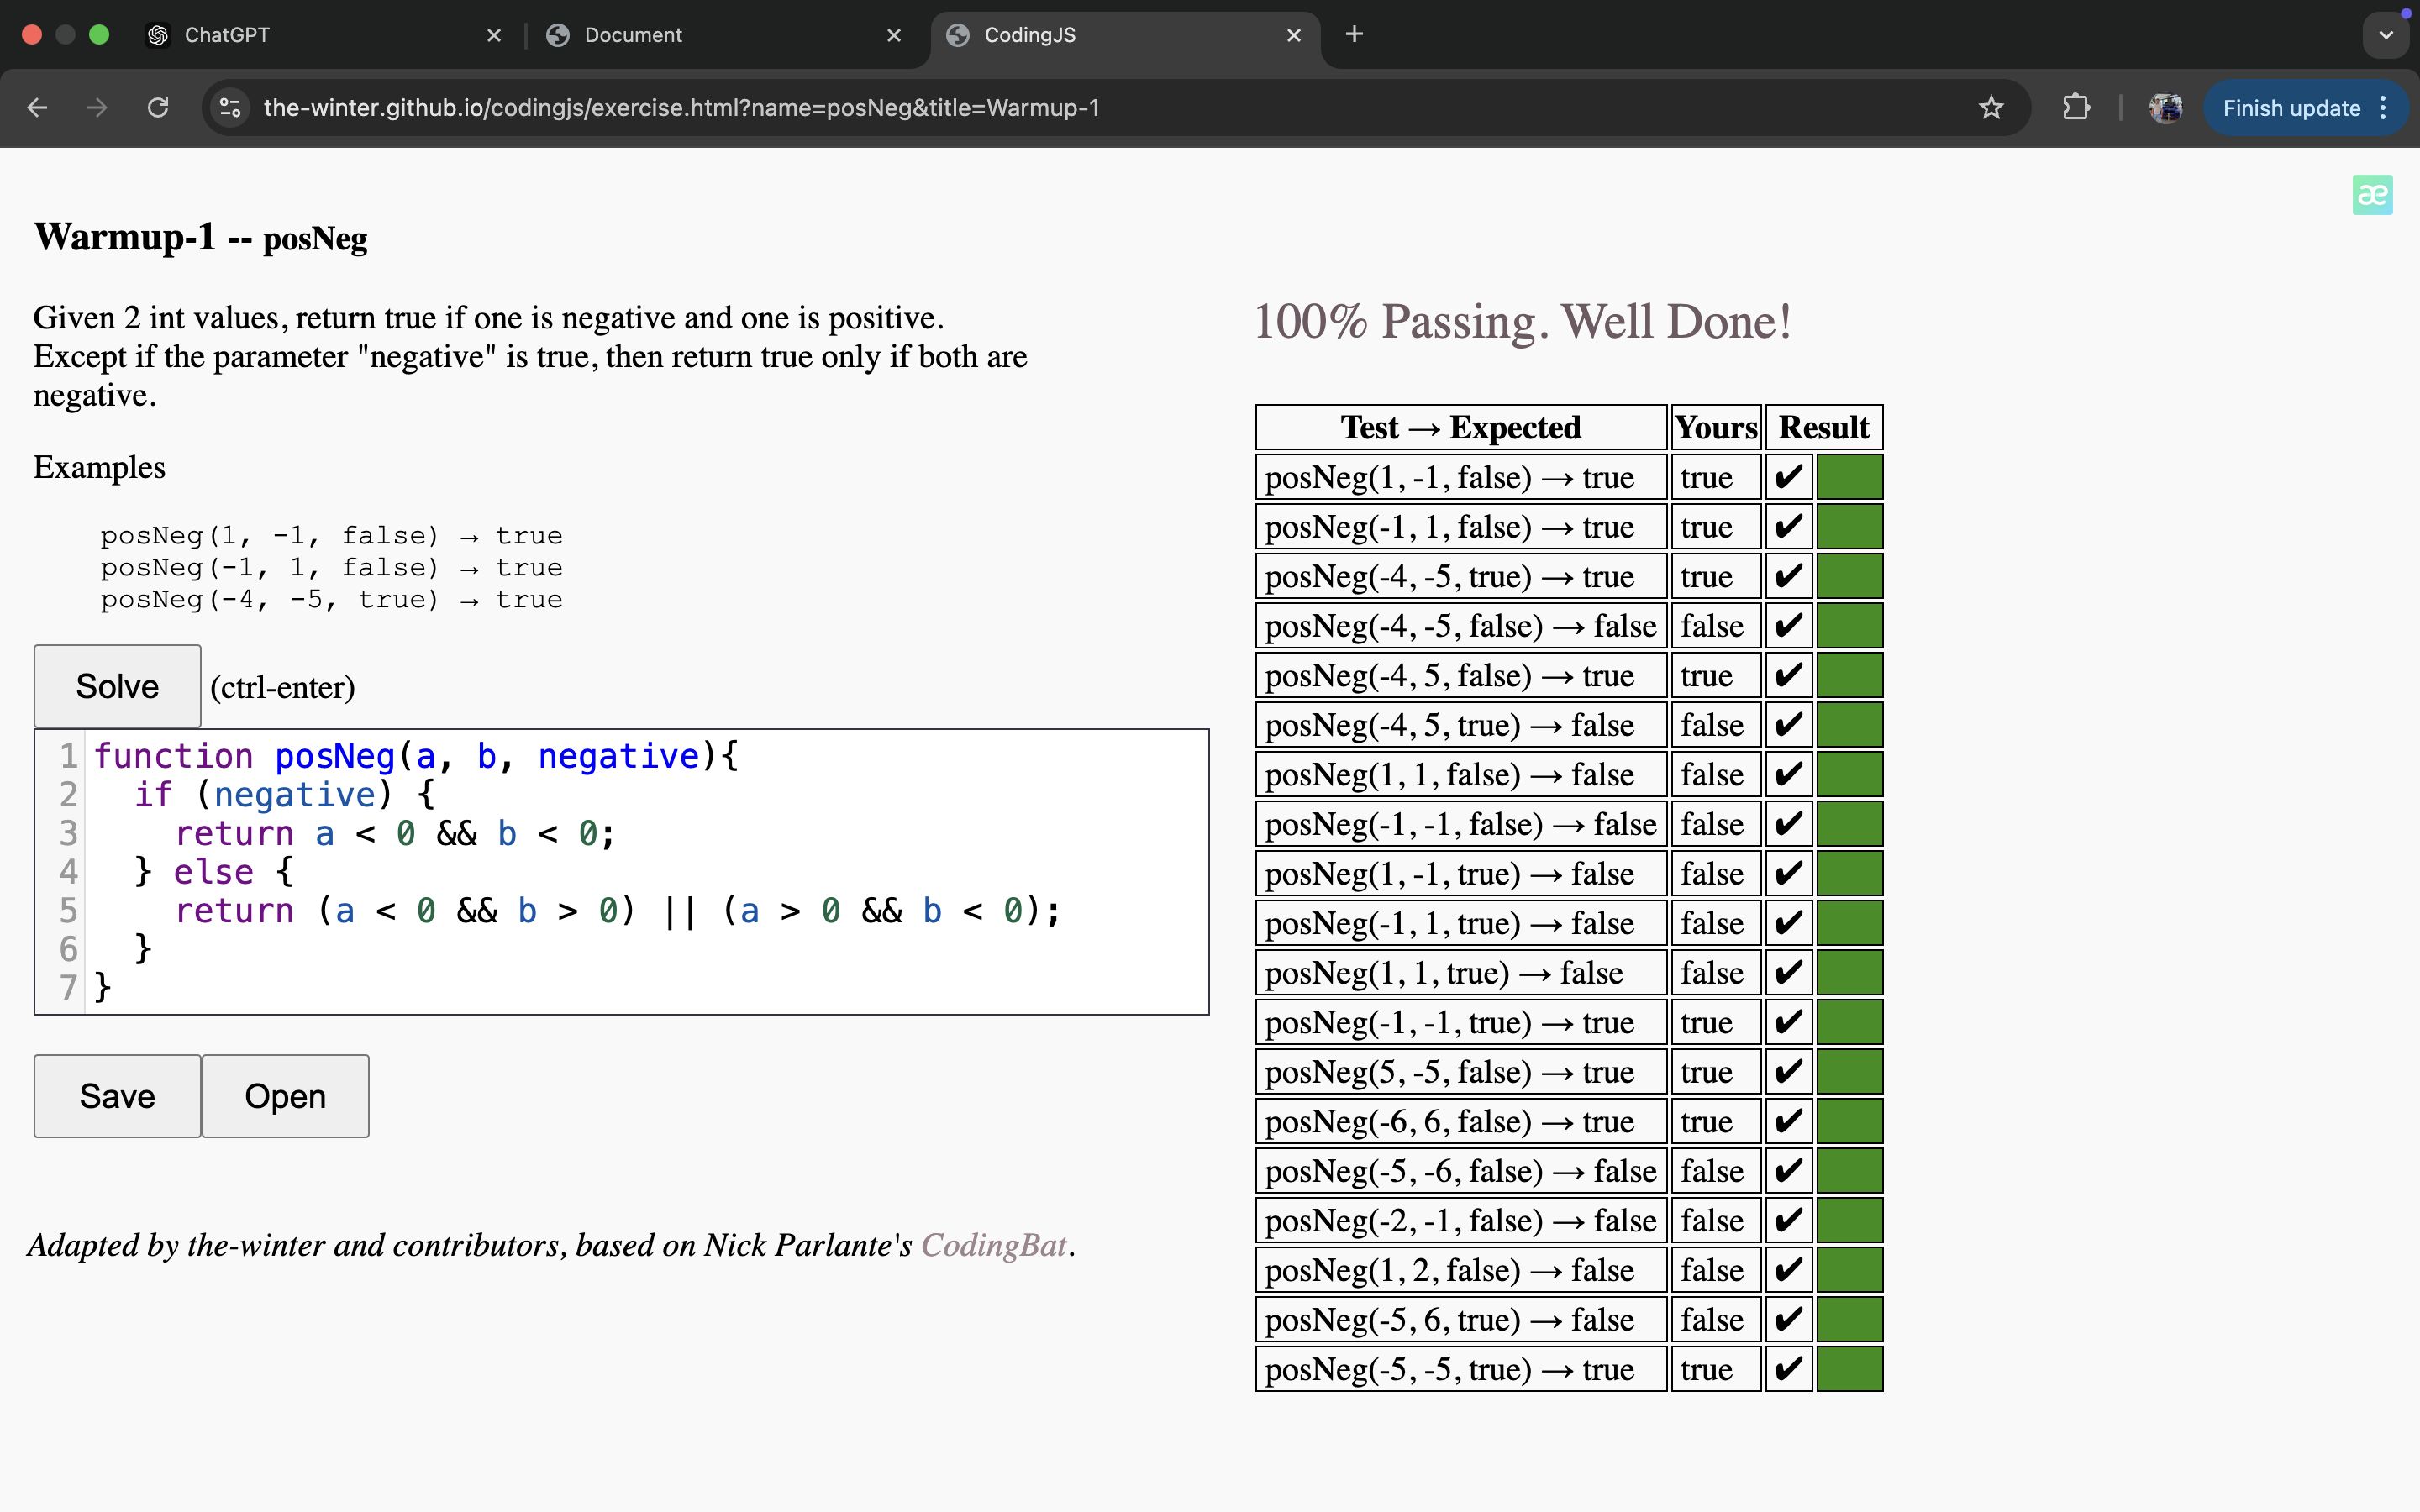 ChatGPT
Document
CodingJS
the-winter.github.io/codingjs/exercise.html?name=posNeg&title=Warmup-1
Finish update
æ
Warmup-1 -- posNeg
Given 2 int values, return true if one is negative and one is positive.
Except if the parameter "negative" is true, then return true only if both are
negative.
Examples
posNeg(1, -1, false) → true
posNeg(-1, 1, false) → true
posNeg(-4, -5, true) → true
Solve (ctrl-enter)
1 function posNeg(a, b, negative){
2   if (negative) {
3     return a < 0 && b < 0;
4   } else {
5     return (a < 0 && b > 0) || (a > 0 && b < 0);
6   }
7 }
Save Open
Adapted by the-winter and contributors, based on Nick Parlante's CodingBat.
100% Passing. Well Done!
Test → Expected Yours Result
posNeg(1, -1, false) → true true ✔
posNeg(-1, 1, false) → true true ✔
posNeg(-4, -5, true) → true true ✔
posNeg(-4, -5, false) → false false ✔
posNeg(-4, 5, false) → true true ✔
posNeg(-4, 5, true) → false false ✔
posNeg(1, 1, false) → false false ✔
posNeg(-1, -1, false) → false false ✔
posNeg(1, -1, true) → false false ✔
posNeg(-1, 1, true) → false false ✔
posNeg(1, 1, true) → false false ✔
posNeg(-1, -1, true) → true true ✔
posNeg(5, -5, false) → true true ✔
posNeg(-6, 6, false) → true true ✔
posNeg(-5, -6, false) → false false ✔
posNeg(-2, -1, false) → false false ✔
posNeg(1, 2, false) → false false ✔
posNeg(-5, 6, true) → false false ✔
posNeg(-5, -5, true) → true true ✔